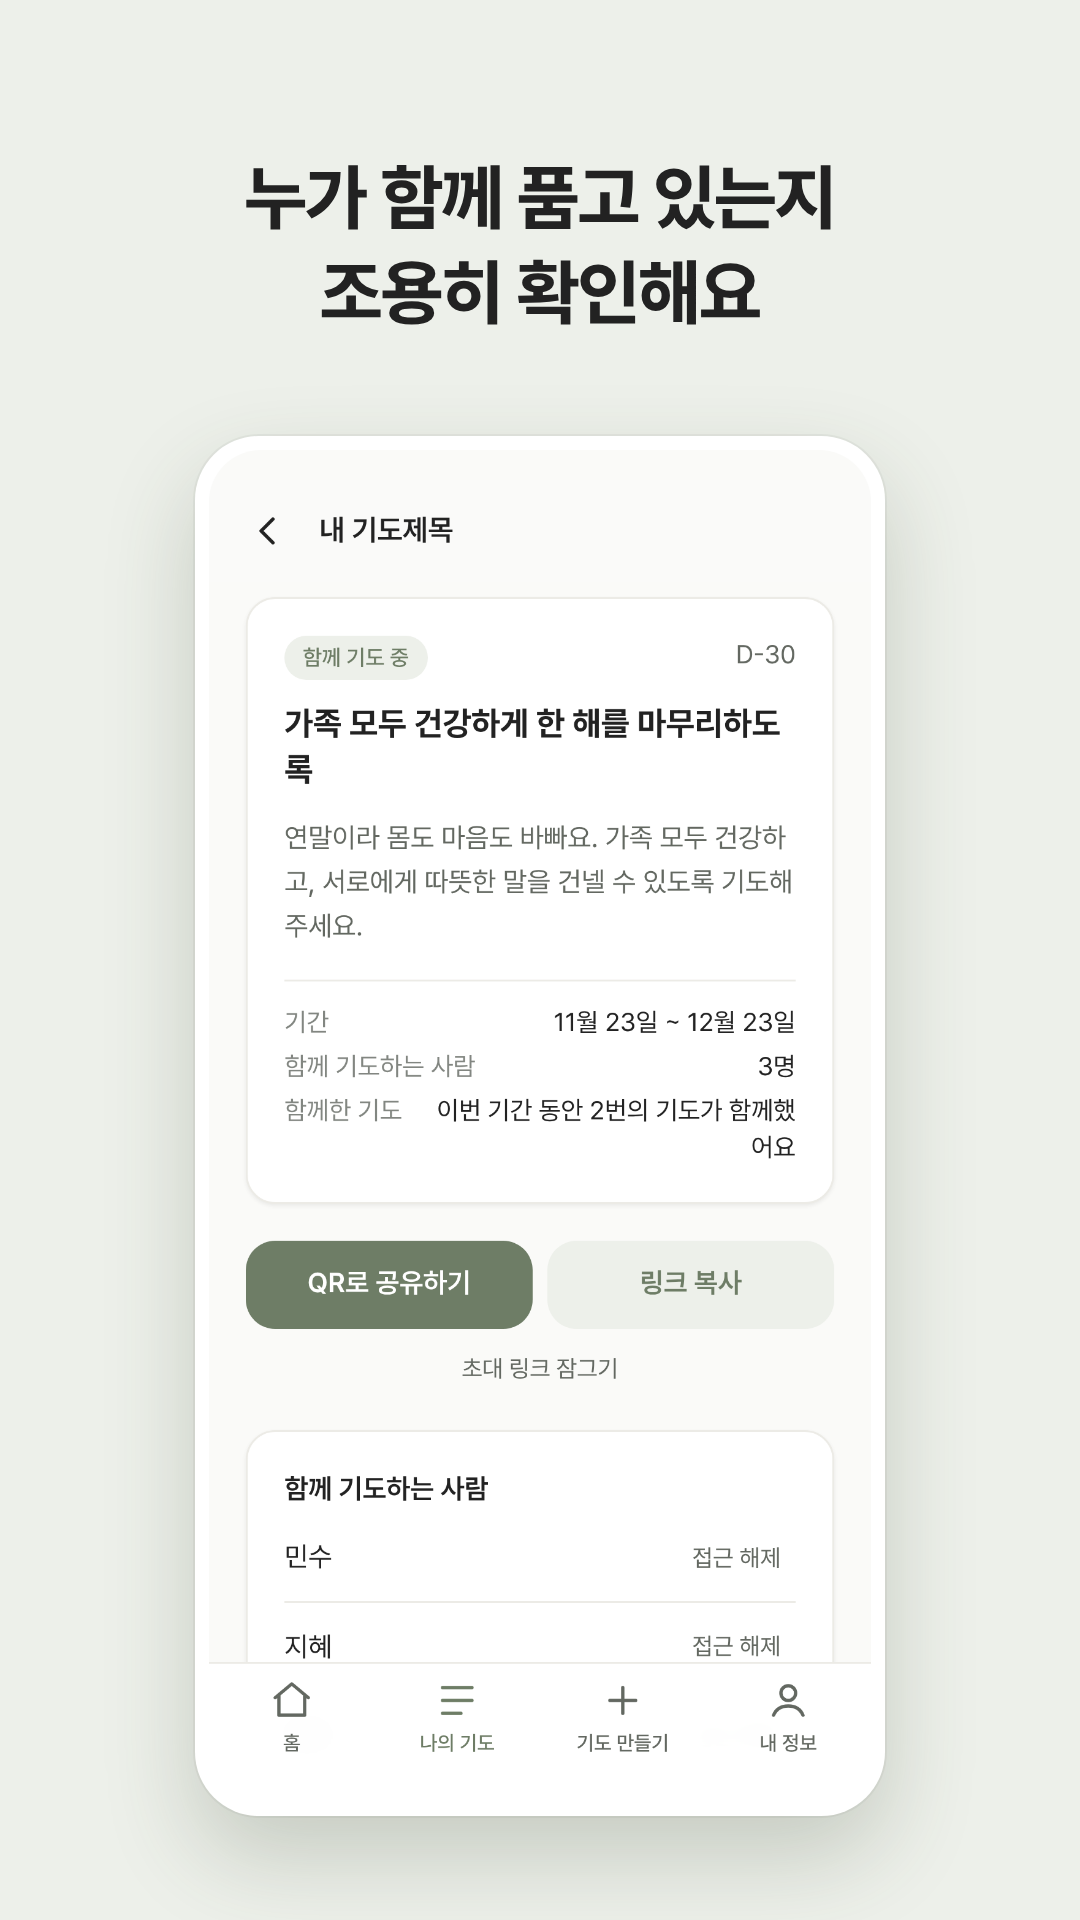 누가 함께 품고 있는지
조용히 확인해요
내 기도제목
함께 기도 중
D-30
가족 모두 건강하게 한 해를 마무리하도
록
연말이라 몸도 마음도 바빠요. 가족 모두 건강하
고, 서로에게 따뜻한 말을 건넬 수 있도록 기도해
주세요.
기간 11월 23일 ~ 12월 23일
함께 기도하는 사람 3명
함께한 기도 이번 기간 동안 2번의 기도가 함께했
어요
QR로 공유하기
링크 복사
초대 링크 잠그기
함께 기도하는 사람
민수 접근 해제
지혜 접근 해제
홈
나의 기도
기도 만들기
내 정보